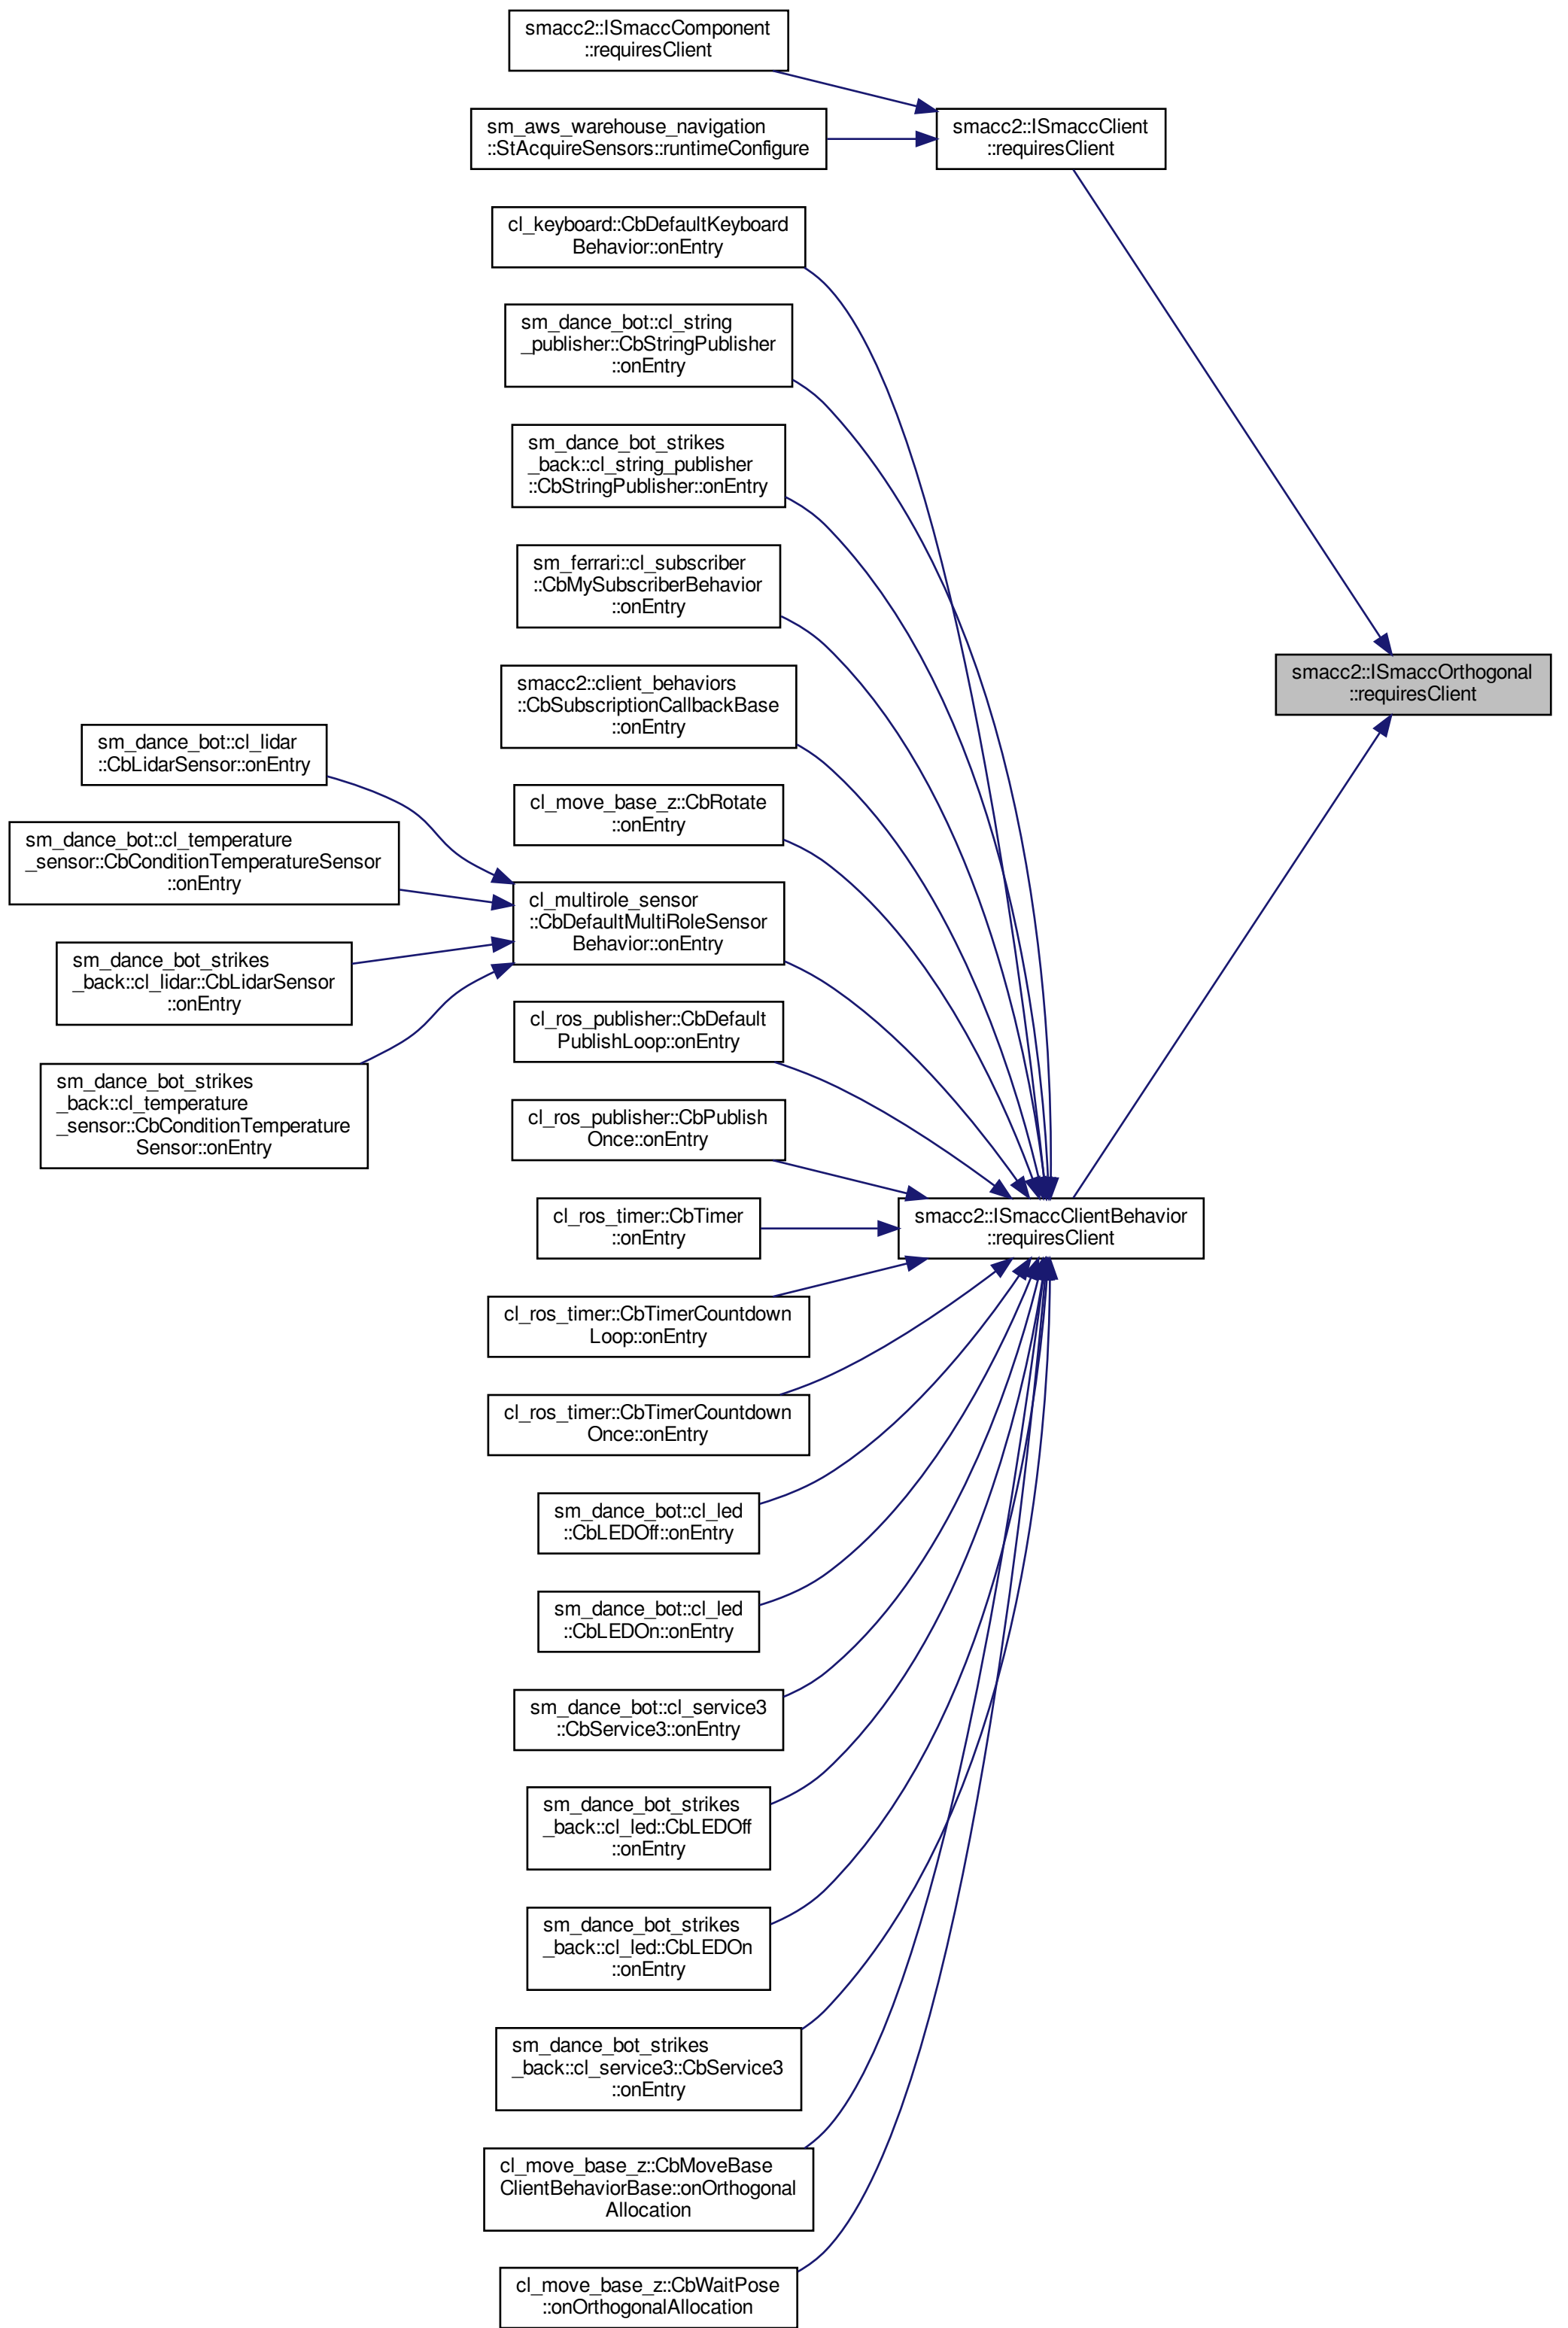 smacc2::ISmaccComponent
::requiresClient
sm_aws_warehouse_navigation
::StAcquireSensors::runtimeConfigure
smacc2::ISmaccClient
::requiresClient
cl_keyboard::CbDefaultKeyboard
Behavior::onEntry
sm_dance_bot::cl_string
_publisher::CbStringPublisher
::onEntry
sm_dance_bot_strikes
_back::cl_string_publisher
::CbStringPublisher::onEntry
sm_ferrari::cl_subscriber
::CbMySubscriberBehavior
::onEntry
smacc2::ISmaccOrthogonal
::requiresClient
smacc2::client_behaviors
::CbSubscriptionCallbackBase
::onEntry
sm_dance_bot::cl_lidar
::CbLidarSensor::onEntry
cl_move_base_z::CbRotate
::onEntry
sm_dance_bot::cl_temperature
_sensor::CbConditionTemperatureSensor
::onEntry
cl_multirole_sensor
::CbDefaultMultiRoleSensor
Behavior::onEntry
sm_dance_bot_strikes
_back::cl_lidar::CbLidarSensor
::onEntry
cl_ros_publisher::CbDefault
PublishLoop::onEntry
sm_dance_bot_strikes
_back::cl_temperature
_sensor::CbConditionTemperature
Sensor::onEntry
cl_ros_publisher::CbPublish
Once::onEntry
cl_ros_timer::CbTimer
::onEntry
smacc2::ISmaccClientBehavior
::requiresClient
cl_ros_timer::CbTimerCountdown
Loop::onEntry
cl_ros_timer::CbTimerCountdown
Once::onEntry
sm_dance_bot::cl_led
::CbLEDOff::onEntry
sm_dance_bot::cl_led
::CbLEDOn::onEntry
sm_dance_bot::cl_service3
::CbService3::onEntry
sm_dance_bot_strikes
_back::cl_led::CbLEDOff
::onEntry
sm_dance_bot_strikes
_back::cl_led::CbLEDOn
::onEntry
sm_dance_bot_strikes
_back::cl_service3::CbService3
::onEntry
cl_move_base_z::CbMoveBase
ClientBehaviorBase::onOrthogonal
Allocation
cl_move_base_z::CbWaitPose
::onOrthogonalAllocation